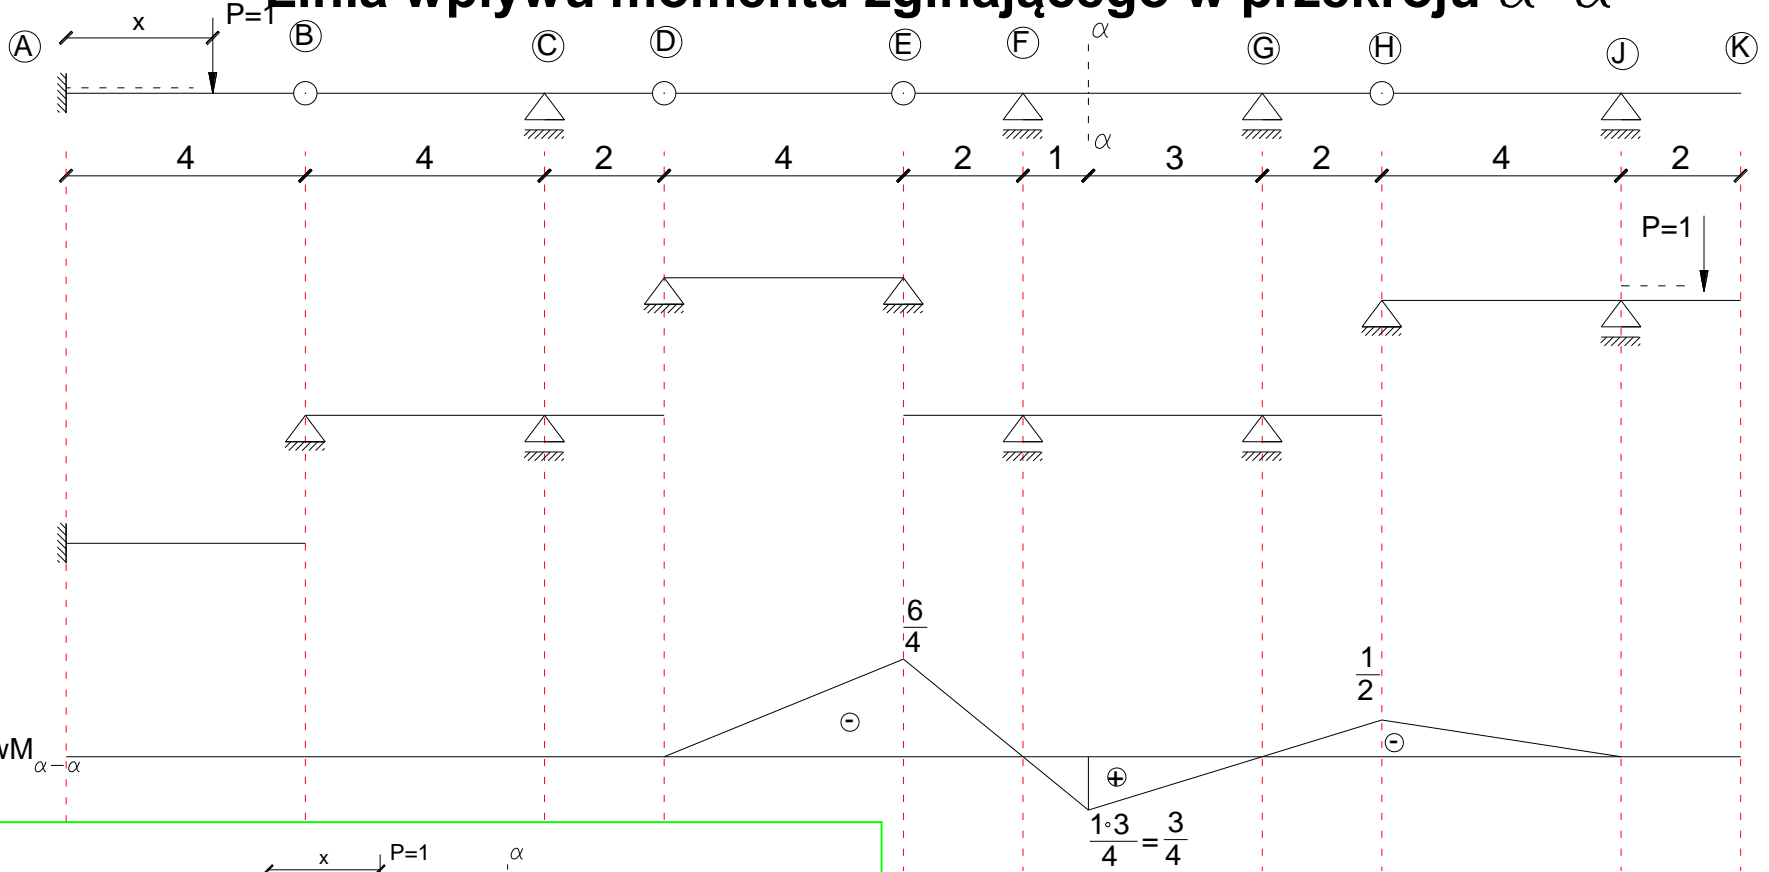 Linia wpływu momentu zginającego w przekroju α-α
x P=1
A B C D E F α G H J K
α
4 4 2 4 2 1 3 2 4 2
P=1
6/4
1/2
-
-
wM α-α
+
1∘3/4 = 3/4
x P=1 α